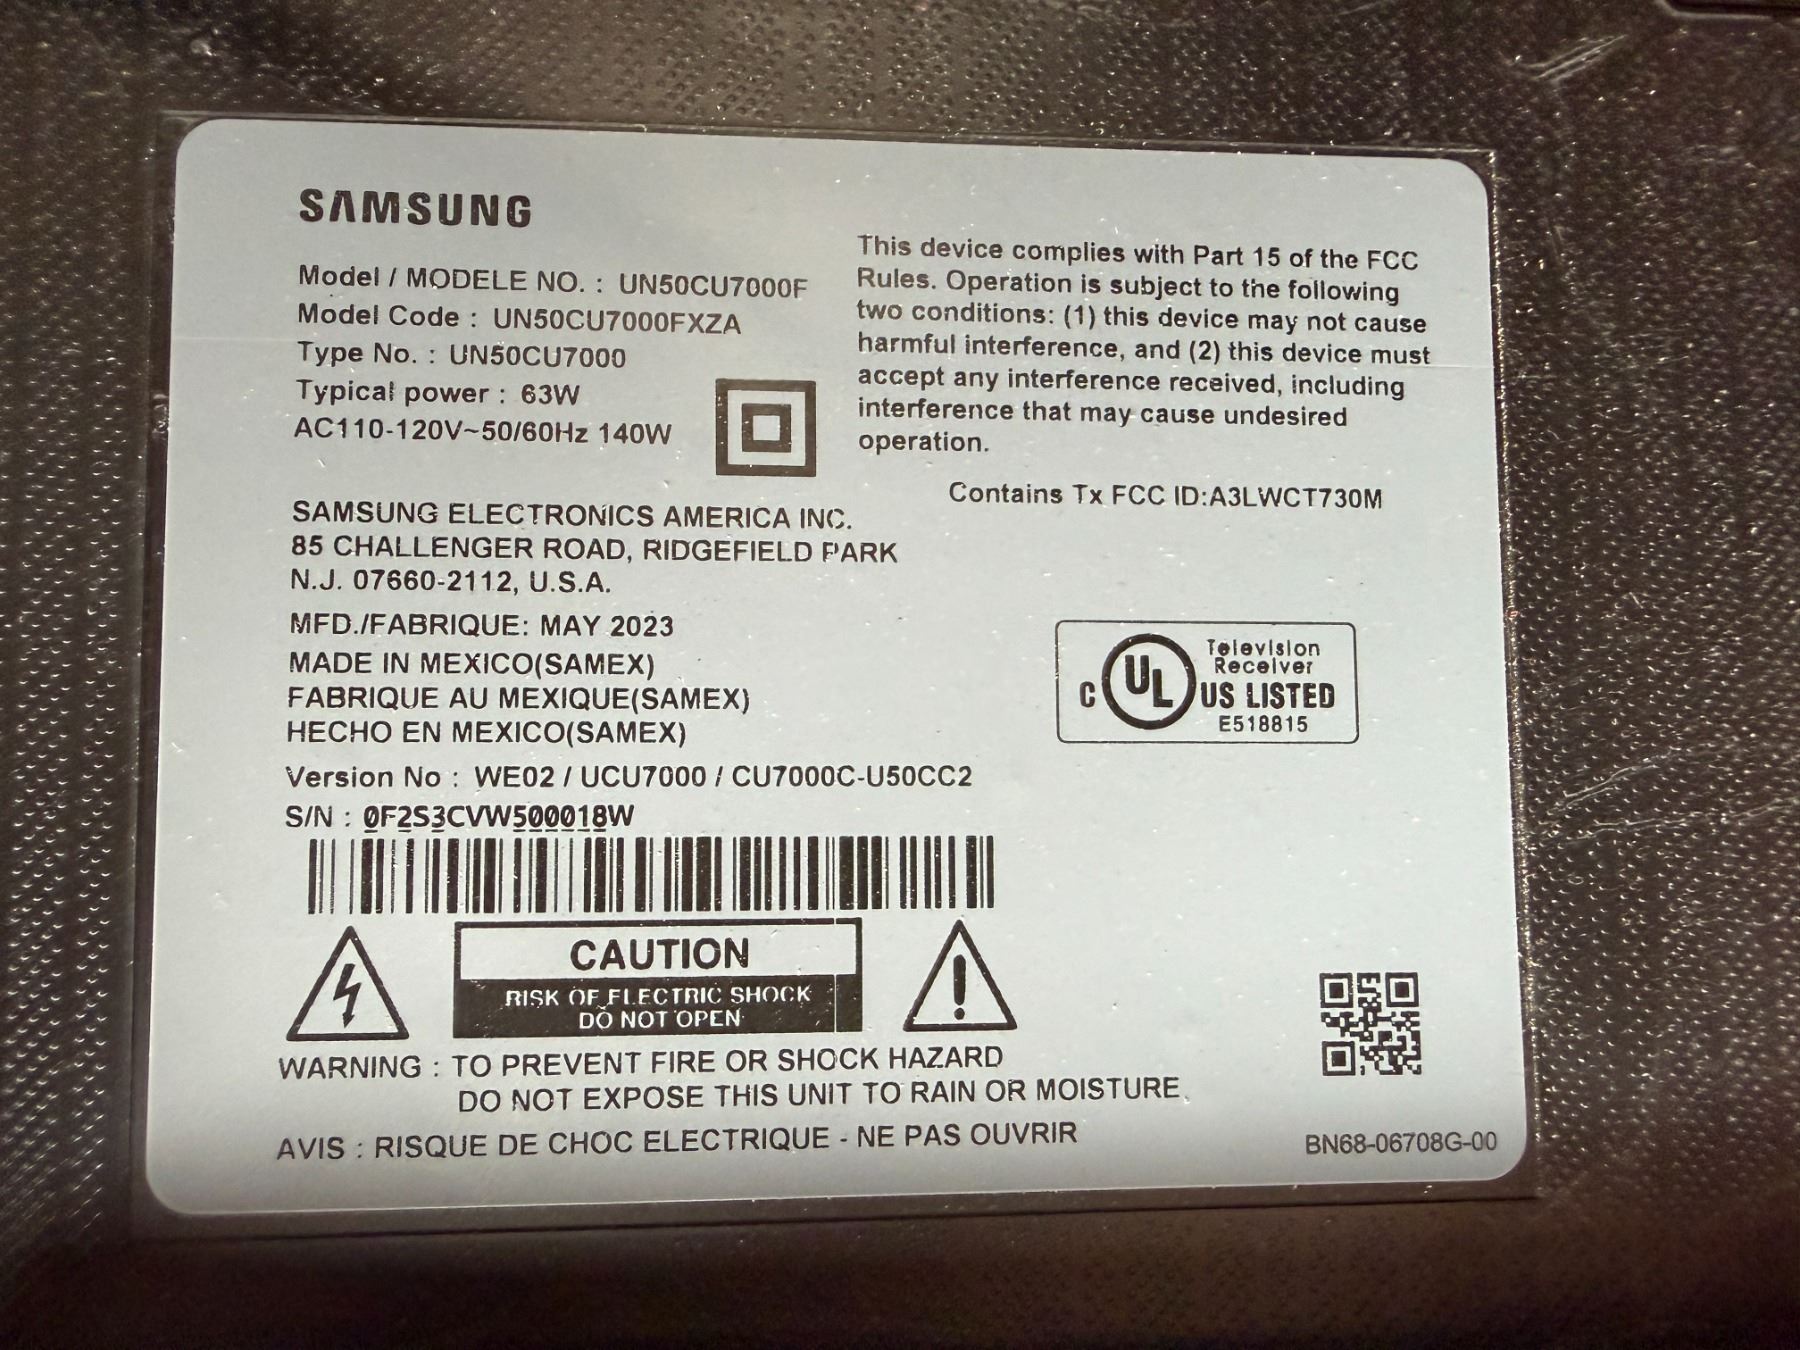 SAMSUNG
Model / MODELE NO. : UN50CU7000F
Model Code : UN50CU7000FXZA
Type No. : UN50CU7000
Typical power : 63W
AC110-120V~50/60Hz 140W
This device complies with Part 15 of the FCC
Rules. Operation is subject to the following
two conditions: (1) this device may not cause
harmful interference, and (2) this device must
accept any interference received, including
interference that may cause undesired
operation.
Contains Tx FCC ID:A3LWCT730M
SAMSUNG ELECTRONICS AMERICA INC.
85 CHALLENGER ROAD, RIDGEFIELD PARK
N.J. 07660-2112, U.S.A.
MFD./FABRIQUE: MAY 2023
MADE IN MEXICO(SAMEX)
FABRIQUE AU MEXIQUE(SAMEX)
HECHO EN MEXICO(SAMEX)
C UL US LISTED
Television
Receiver
E518815
Version No : WE02 / UCU7000 / CU7000C-U50CC2
S/N : 0F2S3CVW500018W
CAUTION
RISK OF ELECTRIC SHOCK
DO NOT OPEN
WARNING : TO PREVENT FIRE OR SHOCK HAZARD
DO NOT EXPOSE THIS UNIT TO RAIN OR MOISTURE.
AVIS : RISQUE DE CHOC ELECTRIQUE - NE PAS OUVRIR
BN68-06708G-00